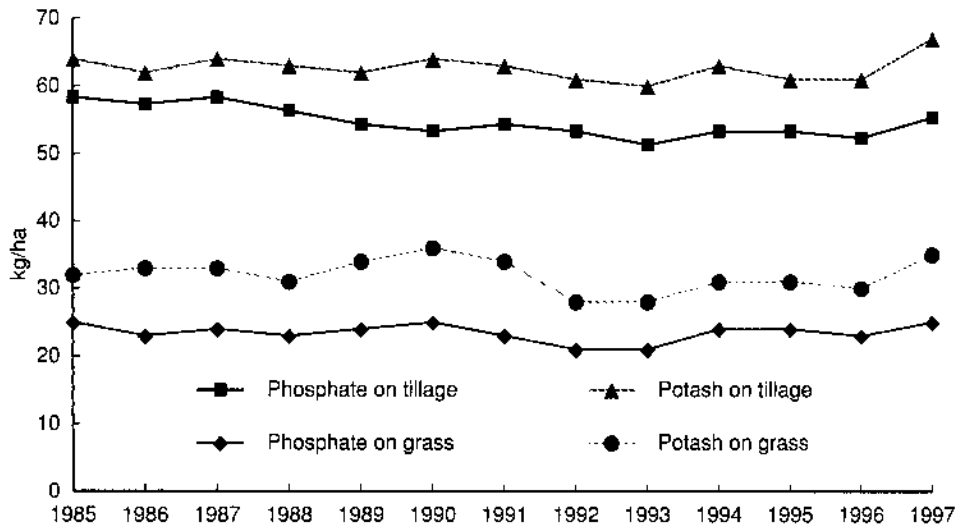 70
60
50
40
30
20
10
0
kg/ha
Phosphate on tillage
Potash on tillage
Phosphate on grass
Potash on grass
1985 1986 1987 1988 1989 1990 1991 1992 1993 1994 1995 1996 1997